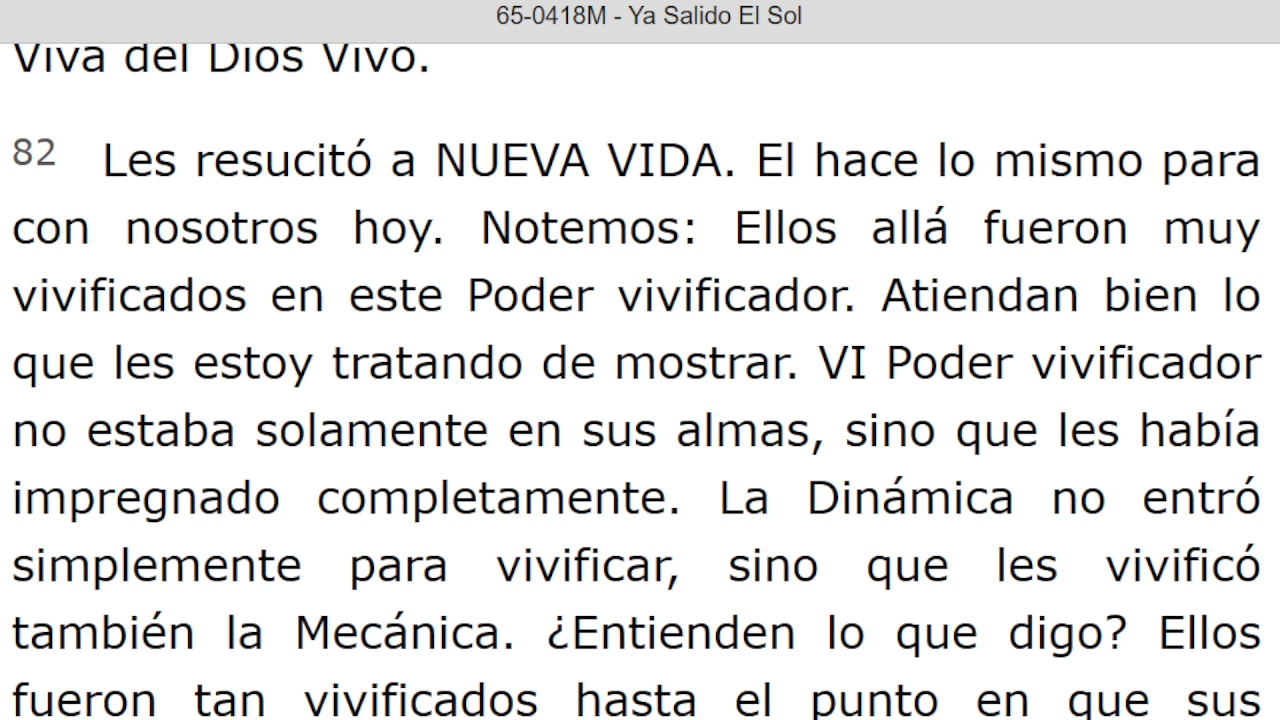 65-0418M - Ya Salido El Sol
Viva del Dios Vivo.
82 Les resucitó a NUEVA VIDA. El hace lo mismo para
con nosotros hoy. Notemos: Ellos allá fueron muy
vivificados en este Poder vivificador. Atiendan bien lo
que les estoy tratando de mostrar. VI Poder vivificador
no estaba solamente en sus almas, sino que les había
impregnado completamente. La Dinámica no entró
simplemente para vivificar, sino que les vivificó
también la Mecánica. ¿Entienden lo que digo? Ellos
fueron tan vivificados hasta el punto en que sus